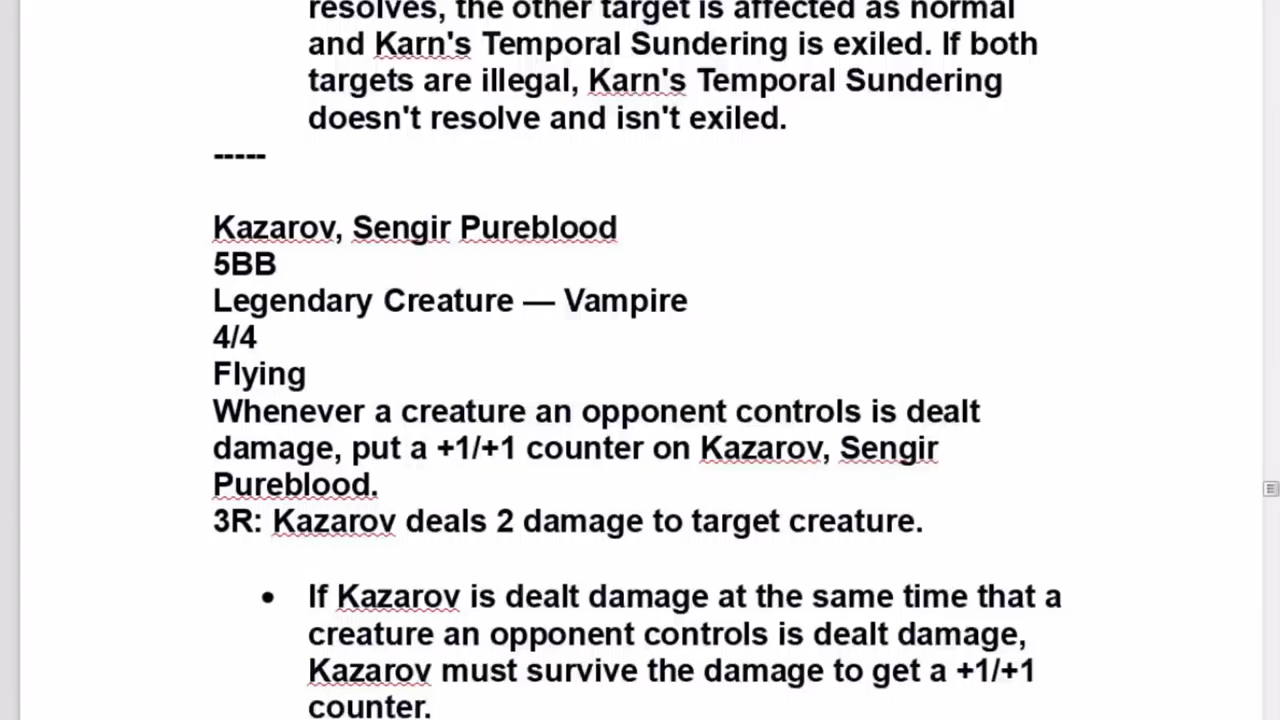 resolves, the other target is affected as normal
and Karn's Temporal Sundering is exiled. If both
targets are illegal, Karn's Temporal Sundering
doesn't resolve and isn't exiled.
-----
Kazarov, Sengir Pureblood
5BB
Legendary Creature — Vampire
4/4
Flying
Whenever a creature an opponent controls is dealt
damage, put a +1/+1 counter on Kazarov, Sengir
Pureblood.
3R: Kazarov deals 2 damage to target creature.
• If Kazarov is dealt damage at the same time that a
creature an opponent controls is dealt damage,
Kazarov must survive the damage to get a +1/+1
counter.